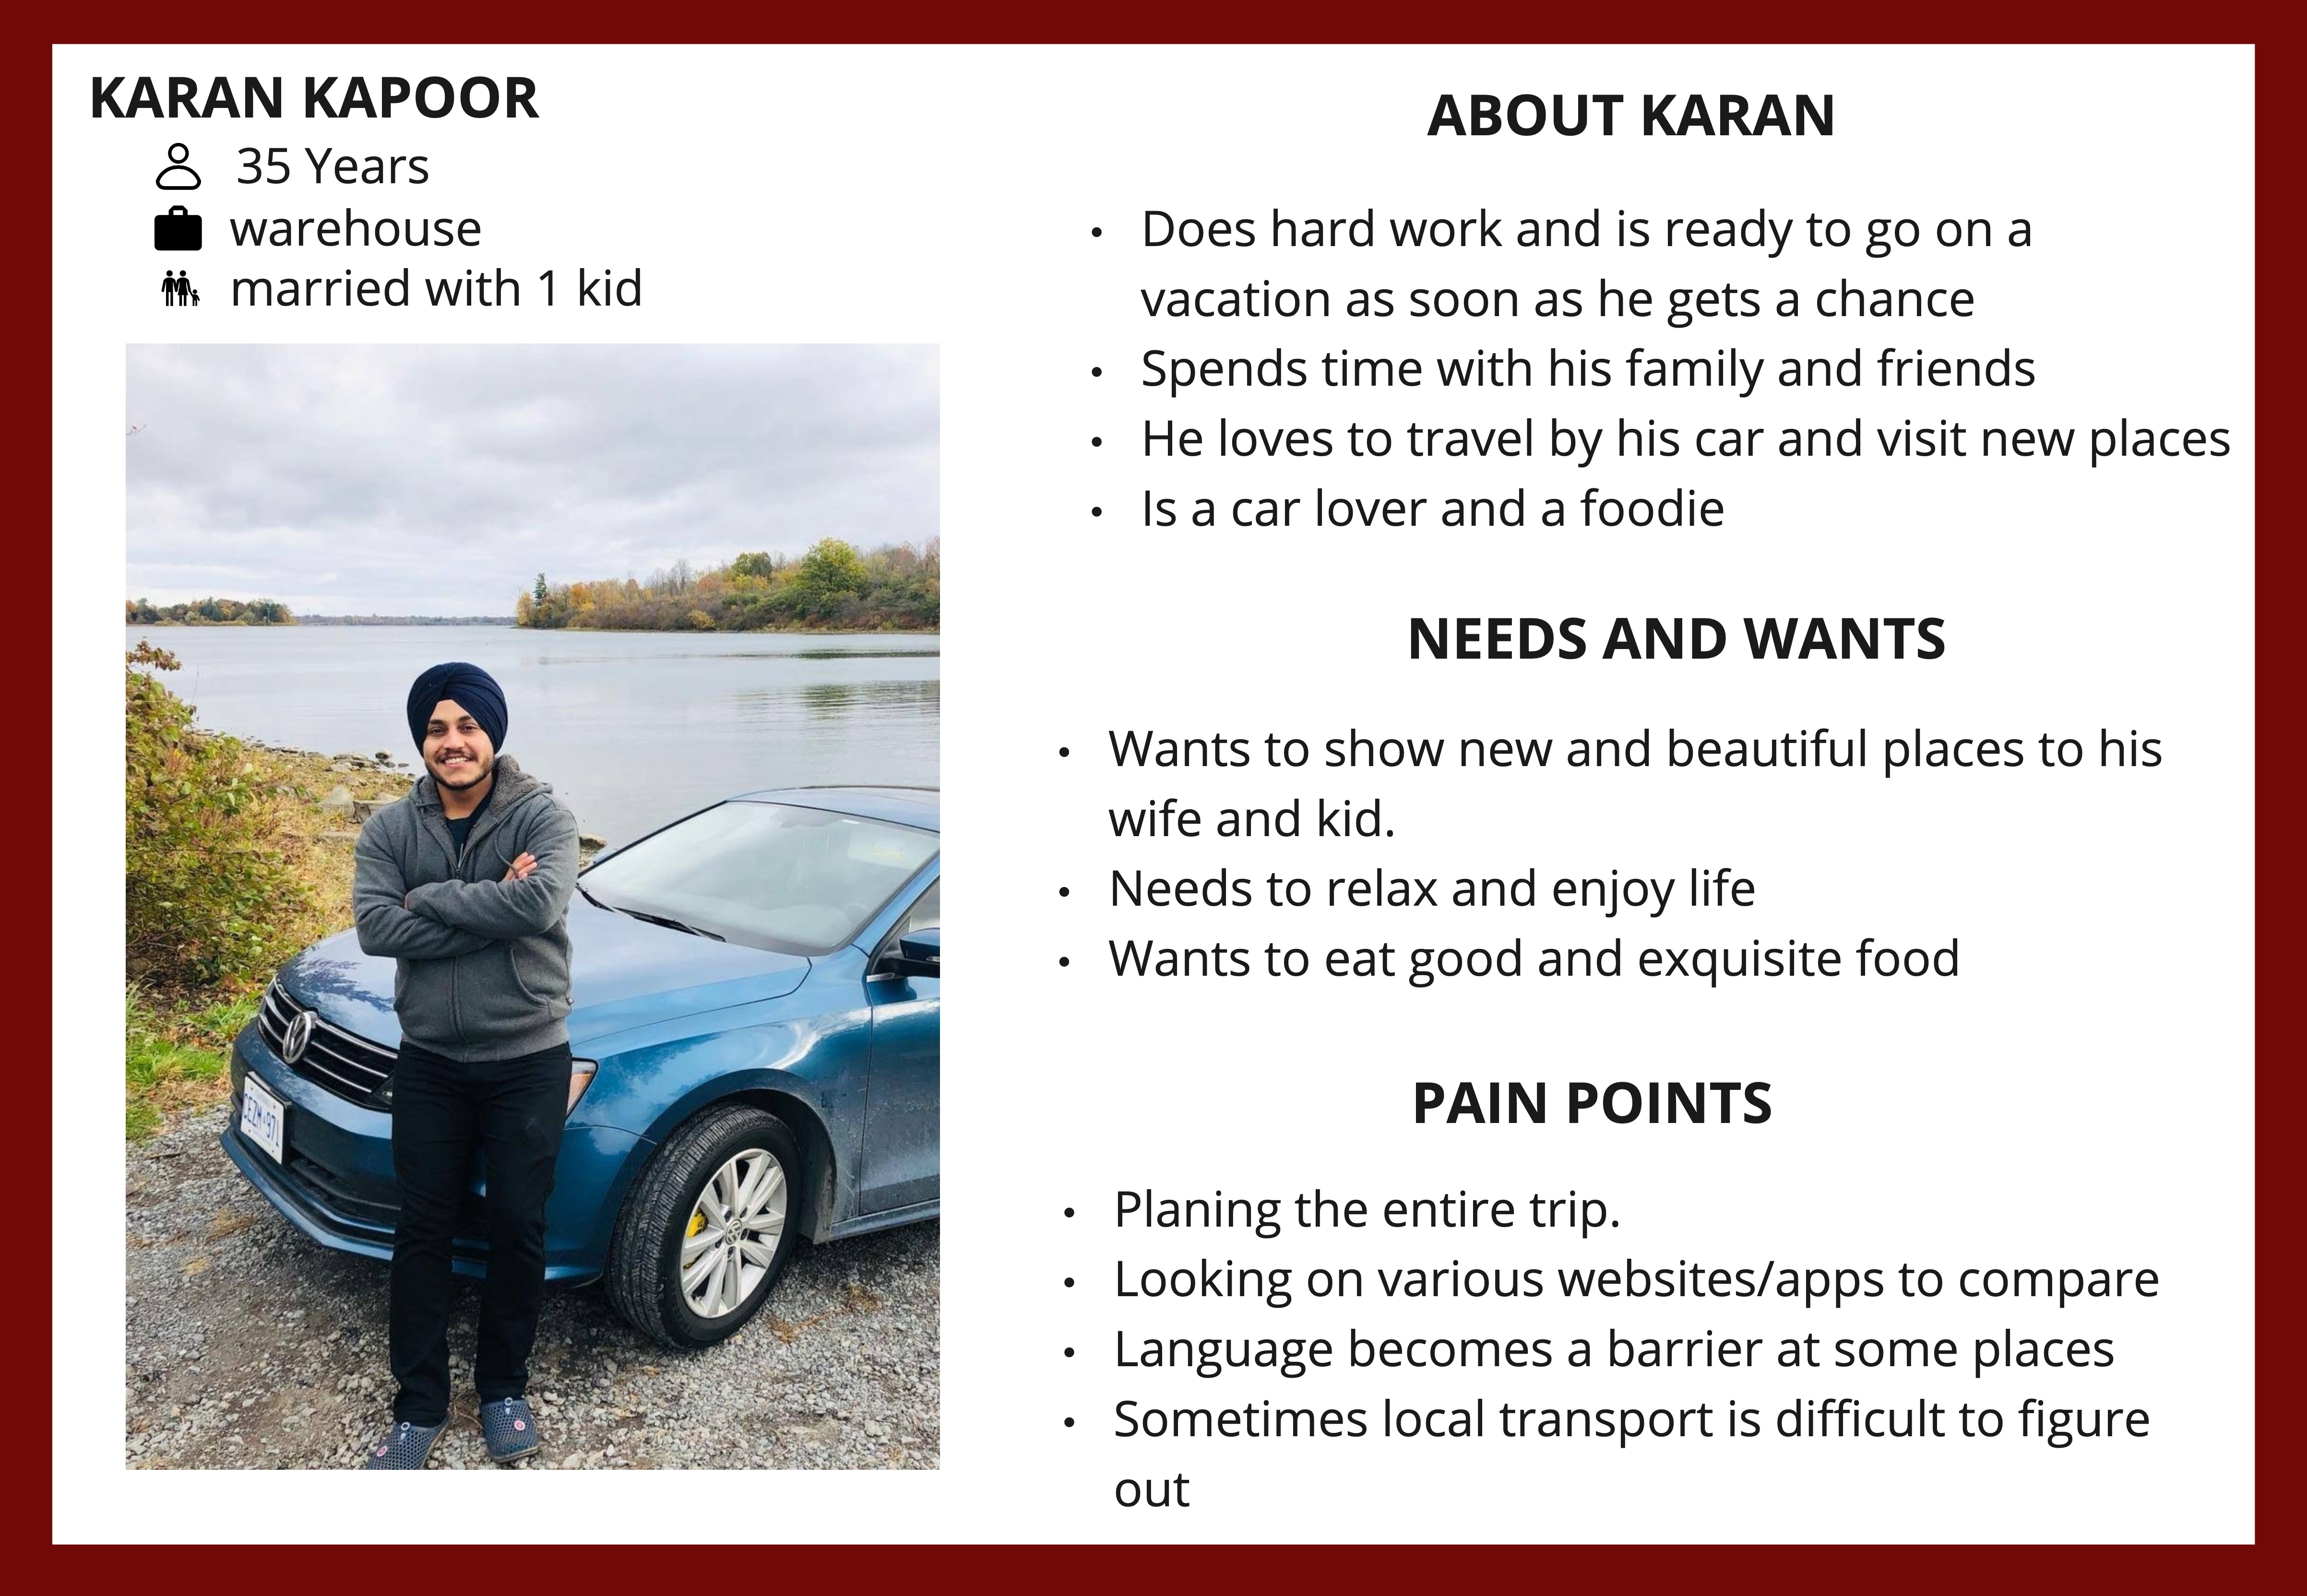 KARAN KAPOOR
35 Years
warehouse
married with 1 kid
ABOUT KARAN
• Does hard work and is ready to go on a
vacation as soon as he gets a chance
• Spends time with his family and friends
• He loves to travel by his car and visit new places
• Is a car lover and a foodie
NEEDS AND WANTS
• Wants to show new and beautiful places to his
wife and kid.
• Needs to relax and enjoy life
• Wants to eat good and exquisite food
PAIN POINTS
• Planing the entire trip.
• Looking on various websites/apps to compare
• Language becomes a barrier at some places
• Sometimes local transport is difficult to figure
out